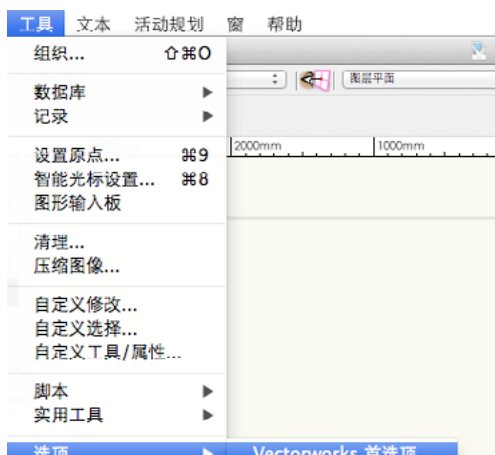 工具 文本 活动规划 窗 帮助
组织... ⇧⌘O
图层平面
数据库
记录
2000mm 1000mm
设置原点... ⌘9
智能光标设置... ⌘8
图形输入板
清理...
压缩图像...
自定义修改...
自定义选择...
自定义工具/属性...
脚本
实用工具
选项 Vectorworks 首选项